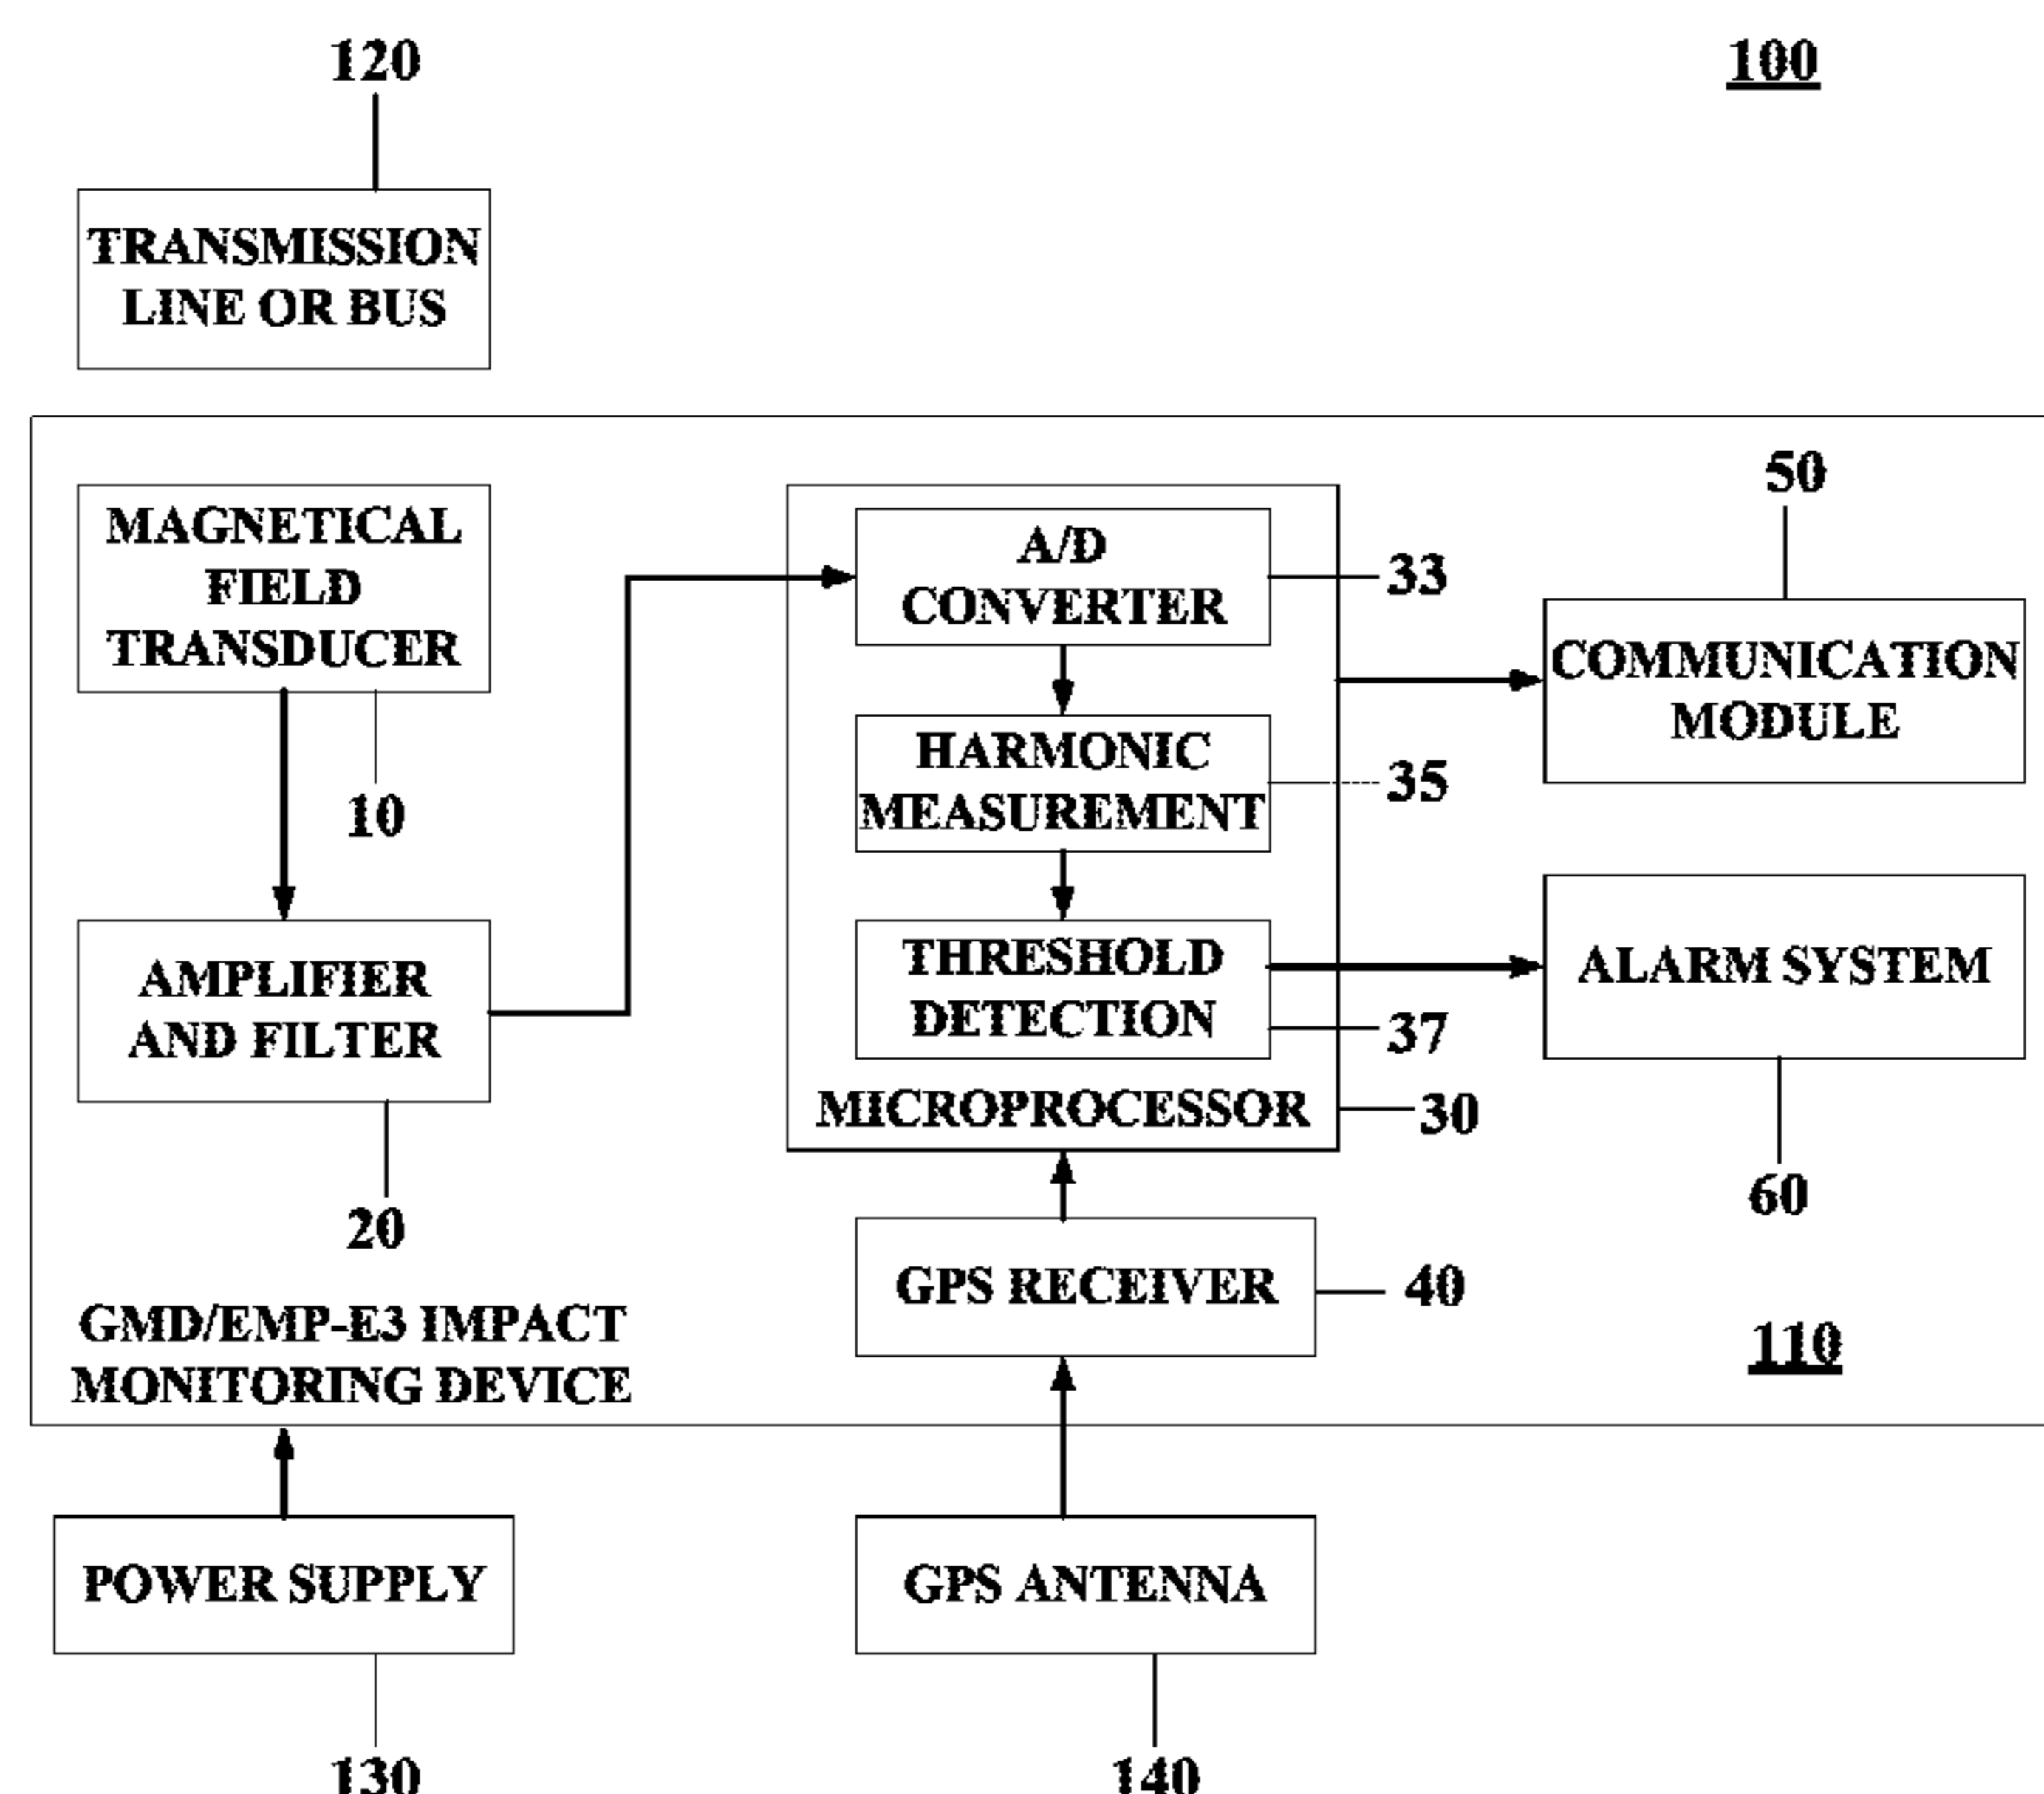 120
100
TRANSMISSION
LINE OR BUS
50
MAGNETICAL
FIELD
TRANSDUCER
10
A/D
CONVERTER
33
COMMUNICATION
MODULE
HARMONIC
MEASUREMENT
35
AMPLIFIER
AND FILTER
20
THRESHOLD
DETECTION
37
ALARM SYSTEM
60
MICROPROCESSOR
30
GPS RECEIVER
40
GMD/EMP-E3 IMPACT
MONITORING DEVICE
110
POWER SUPPLY
130
GPS ANTENNA
140